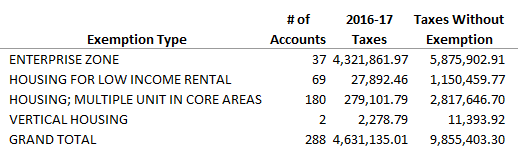 # of 2016-17 Taxes Without
Exemption Type Accounts Taxes Exemption
ENTERPRISE ZONE 37 4,321,861.97 5,875,902.91
HOUSING FOR LOW INCOME RENTAL 69 27,892.46 1,150,459.77
HOUSING; MULTIPLE UNIT IN CORE AREAS 180 279,101.79 2,817,646.70
VERTICAL HOUSING 2 2,278.79 11,393.92
GRAND TOTAL 288 4,631,135.01 9,855,403.30